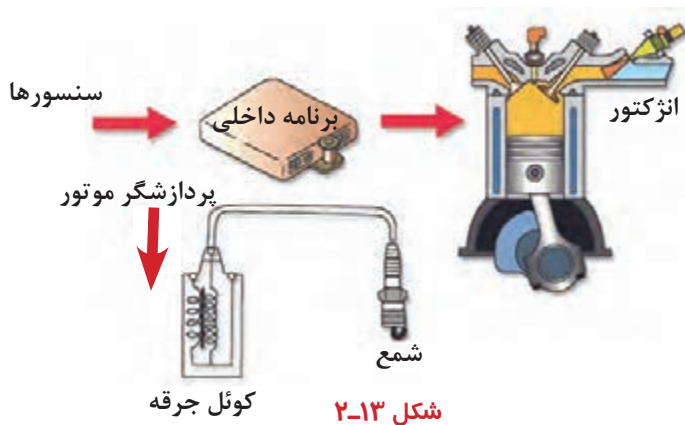 سنسورها
برنامه داخلی
انژکتور
پردازشگر موتور
شمع
کوئل جرقه
شکل ۱۳ـ۲